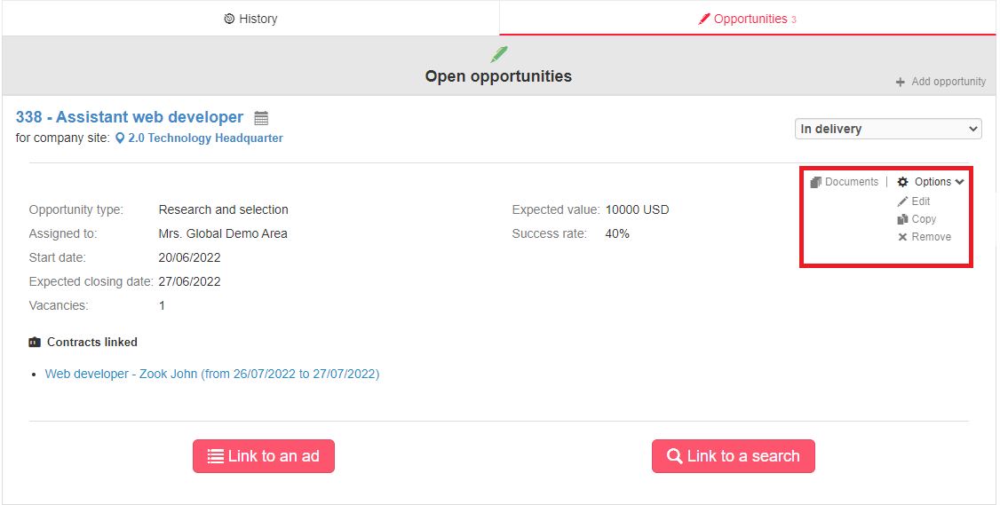 History
Opportunities 3
Open opportunities
Add opportunity
338 - Assistant web developer
for company site: 2.0 Technology Headquarter
In delivery
Documents | Options
Edit
Copy
Remove
Opportunity type: Research and selection
Assigned to: Mrs. Global Demo Area
Start date: 20/06/2022
Expected closing date: 27/06/2022
Vacancies: 1
Expected value: 10000 USD
Success rate: 40%
Contracts linked
• Web developer - Zook John (from 26/07/2022 to 27/07/2022)
Link to an ad
Link to a search